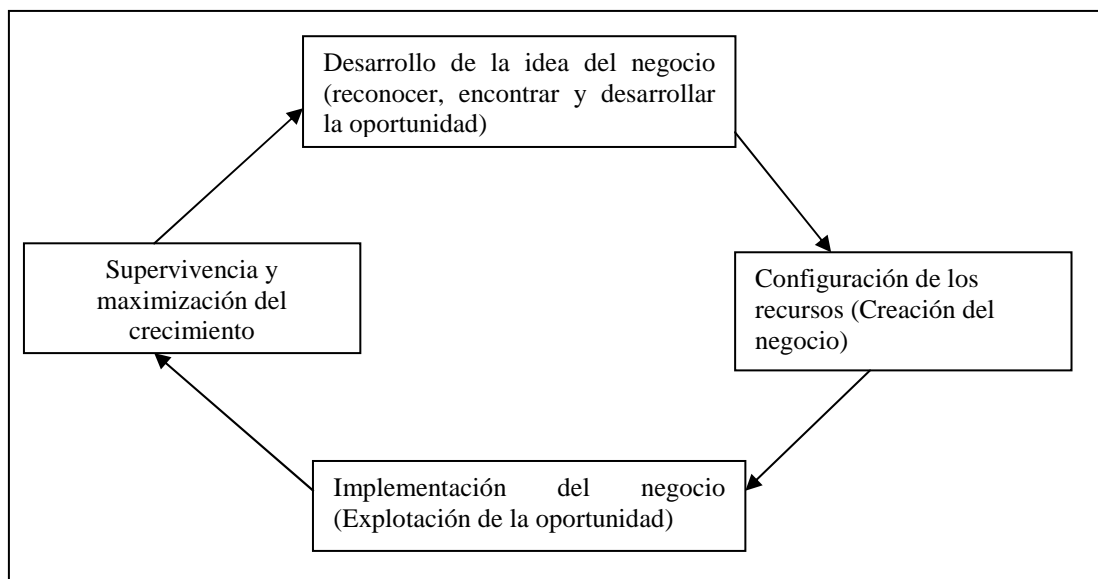 Desarrollo de la idea del negocio
(reconocer, encontrar y desarrollar
la oportunidad)
Supervivencia y
maximización del
crecimiento
Configuración de los
recursos (Creación del
negocio)
Implementación del negocio
(Explotación de la oportunidad)